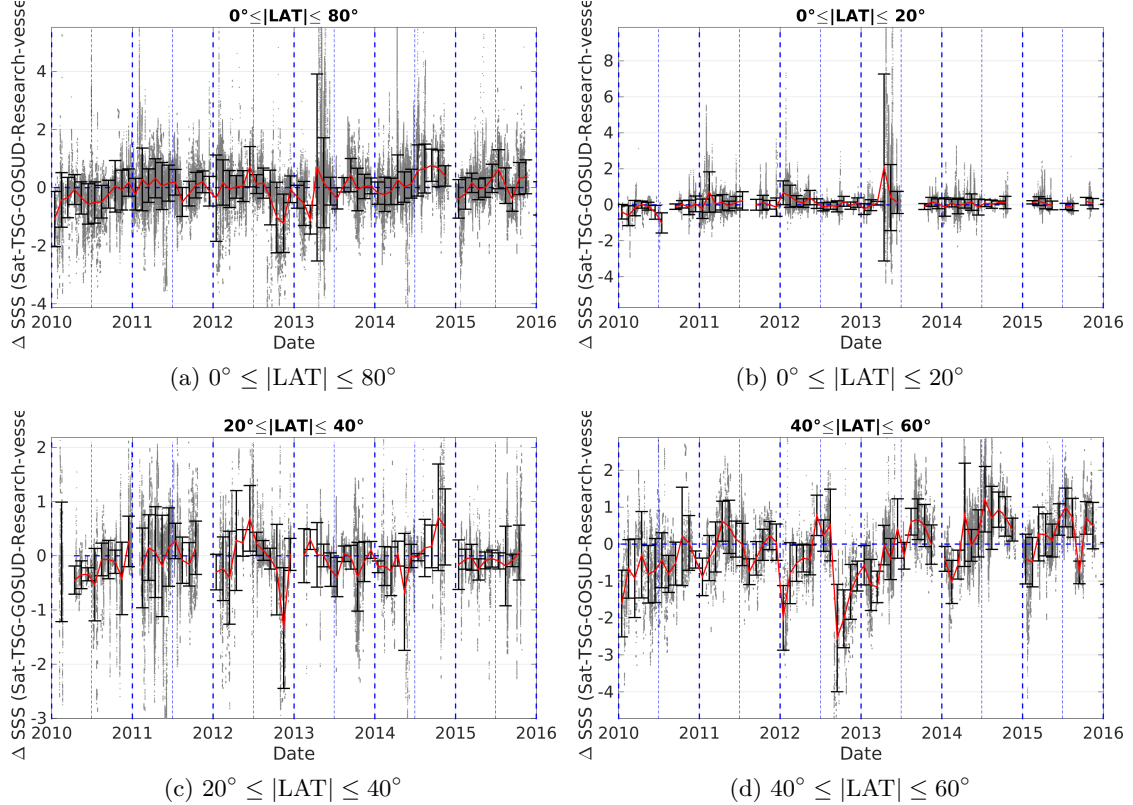 0°≤|LAT|≤ 80°
Δ SSS (Sat-TSG-GOSUD-Research-vesse
4
2
0
-2
-4
2010 2011 2012 2013 2014 2015 2016
Date
(a) 0° ≤ |LAT| ≤ 80°
0°≤|LAT|≤ 20°
Δ SSS (Sat-TSG-GOSUD-Research-vesse
8
6
4
2
0
-2
-4
2010 2011 2012 2013 2014 2015 2016
Date
(b) 0° ≤ |LAT| ≤ 20°
20°≤|LAT|≤ 40°
Δ SSS (Sat-TSG-GOSUD-Research-vesse
2
1
0
-1
-2
-3
2010 2011 2012 2013 2014 2015 2016
Date
(c) 20° ≤ |LAT| ≤ 40°
40°≤|LAT|≤ 60°
Δ SSS (Sat-TSG-GOSUD-Research-vesse
2
1
0
-1
-2
-3
-4
2010 2011 2012 2013 2014 2015 2016
Date
(d) 40° ≤ |LAT| ≤ 60°